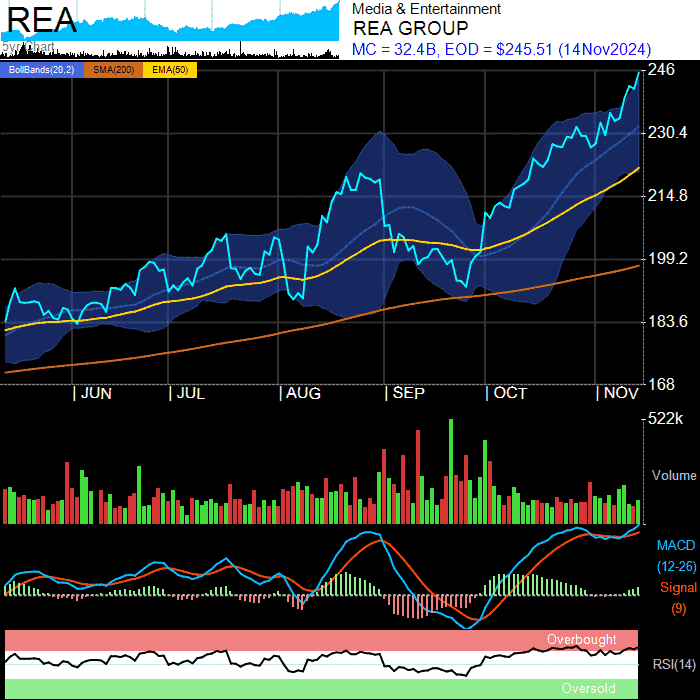 REA
Media & Entertainment
REA GROUP
MC = 32.4B, EOD = $245.51 (14Nov2024)
BollBands(20,2) SMA(200) EMA(50)
246
230.4
214.8
199.2
183.6
168
JUN JUL AUG SEP OCT NOV
522k
Volume
MACD
(12-26)
Signal
(9)
Overbought
RSI(14)
Oversold